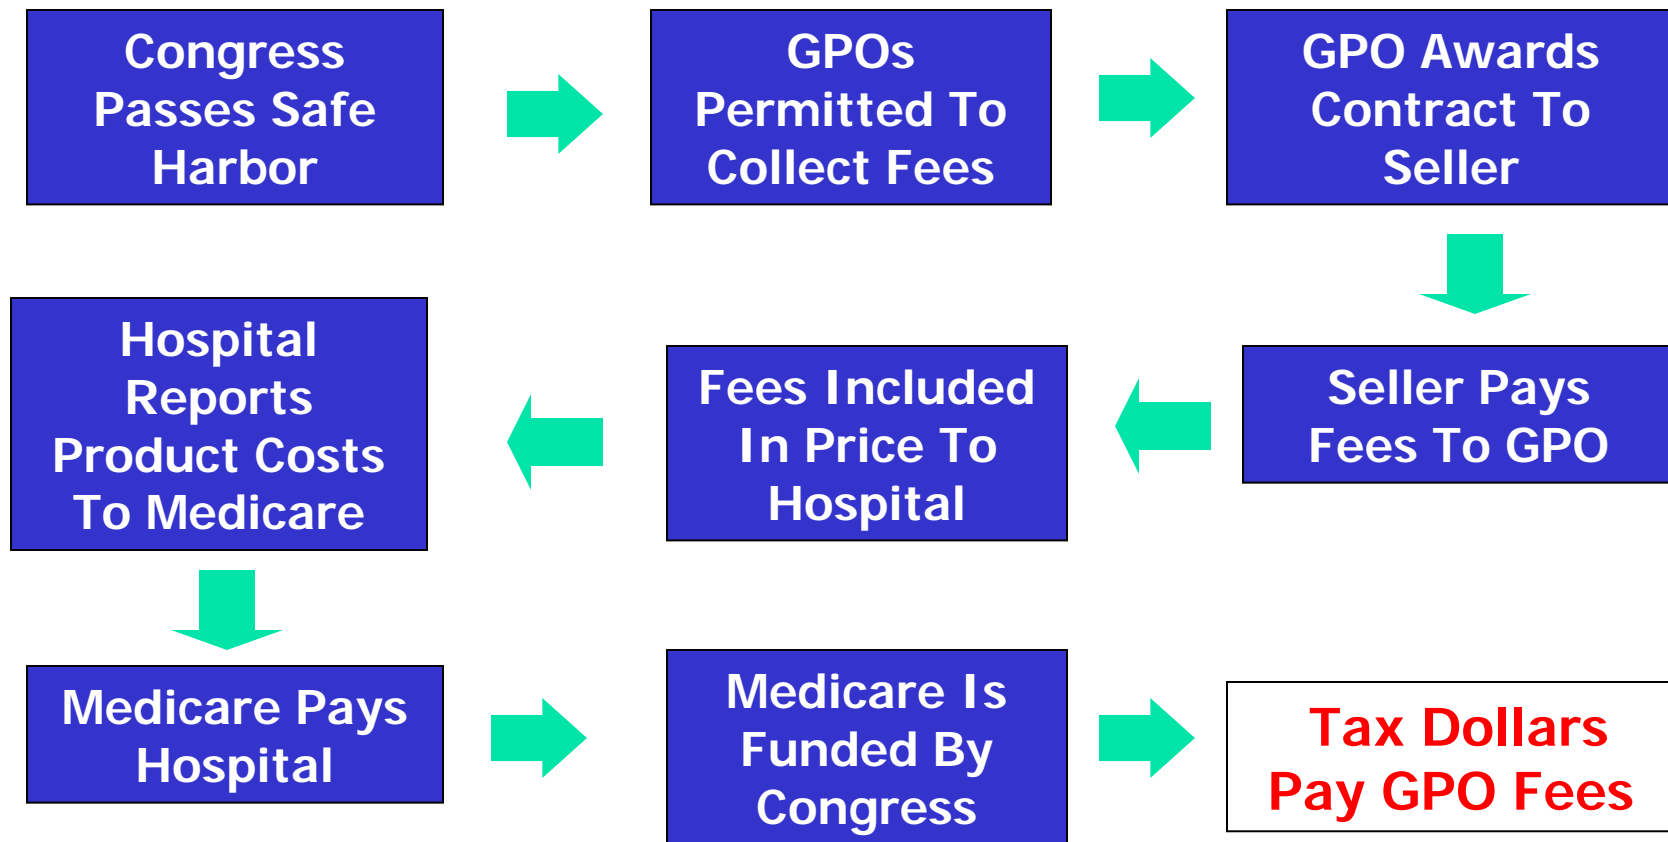 Congress
Passes Safe
Harbor
GPOs
Permitted To
Collect Fees
GPO Awards
Contract To
Seller
Seller Pays
Fees To GPO
Fees Included
In Price To
Hospital
Hospital
Reports
Product Costs
To Medicare
Medicare Pays
Hospital
Medicare Is
Funded By
Congress
Tax Dollars
Pay GPO Fees